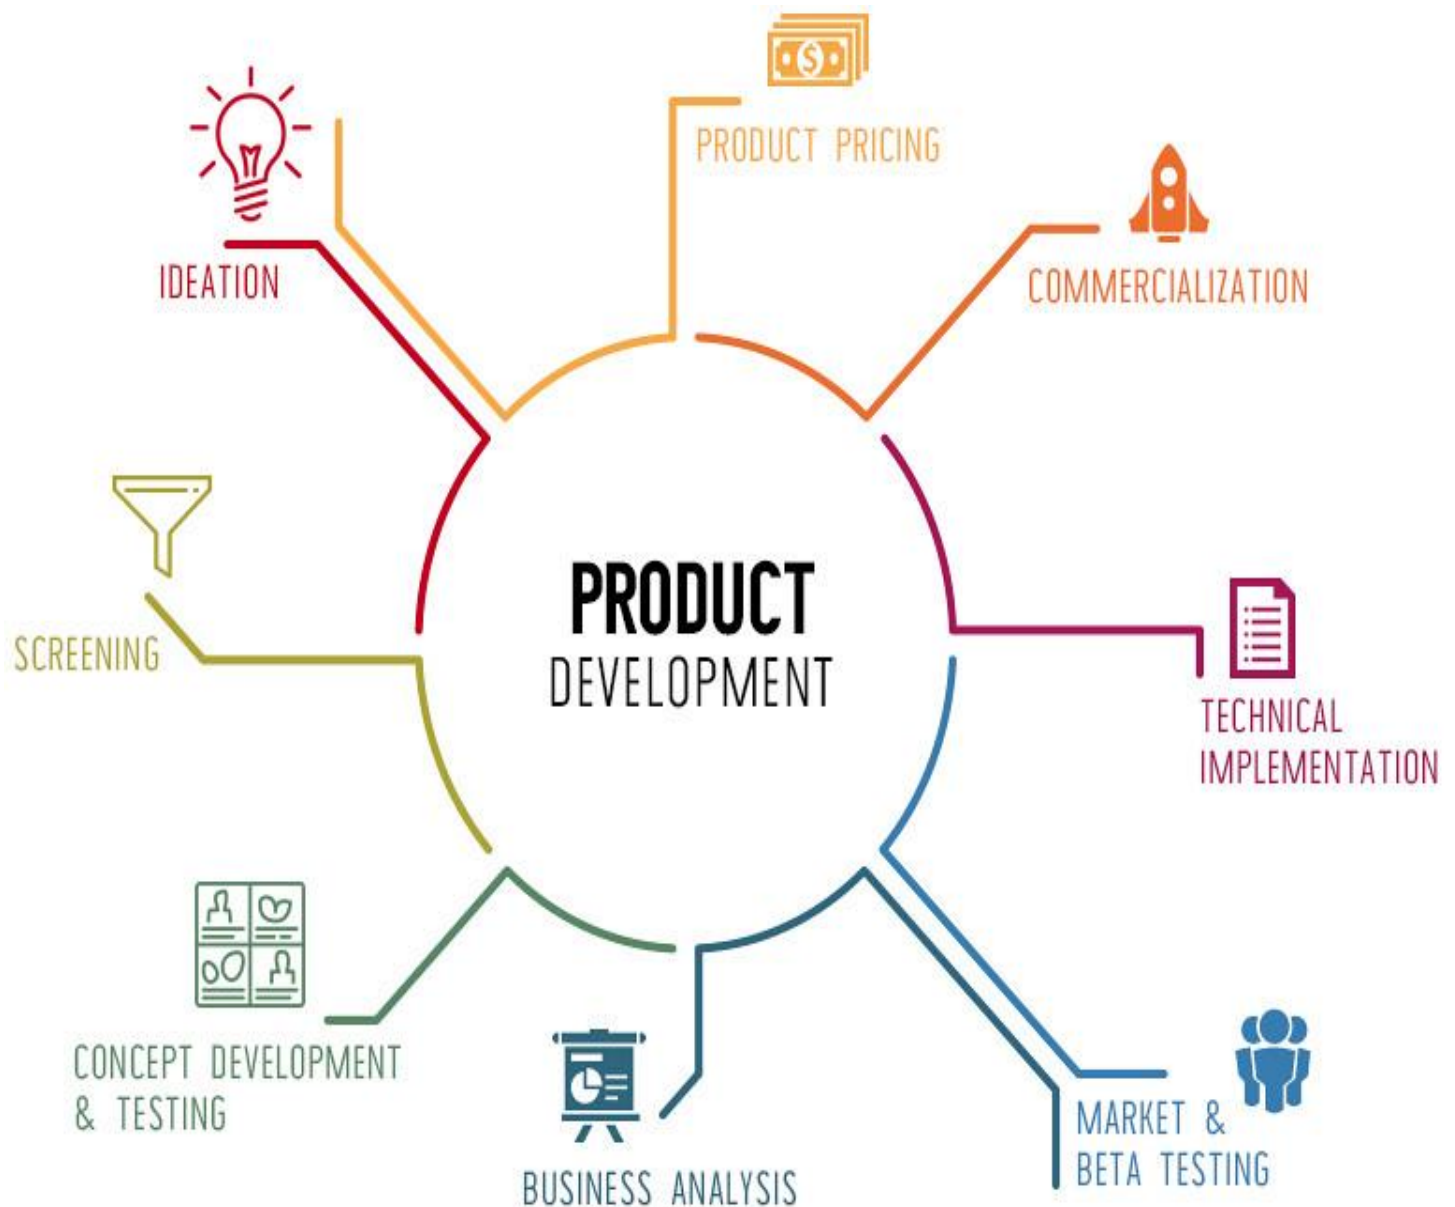 PRODUCT PRICING
IDEATION
COMMERCIALIZATION
PRODUCT
DEVELOPMENT
SCREENING
TECHNICAL
IMPLEMENTATION
CONCEPT DEVELOPMENT
& TESTING
BUSINESS ANALYSIS
MARKET &
BETA TESTING
$